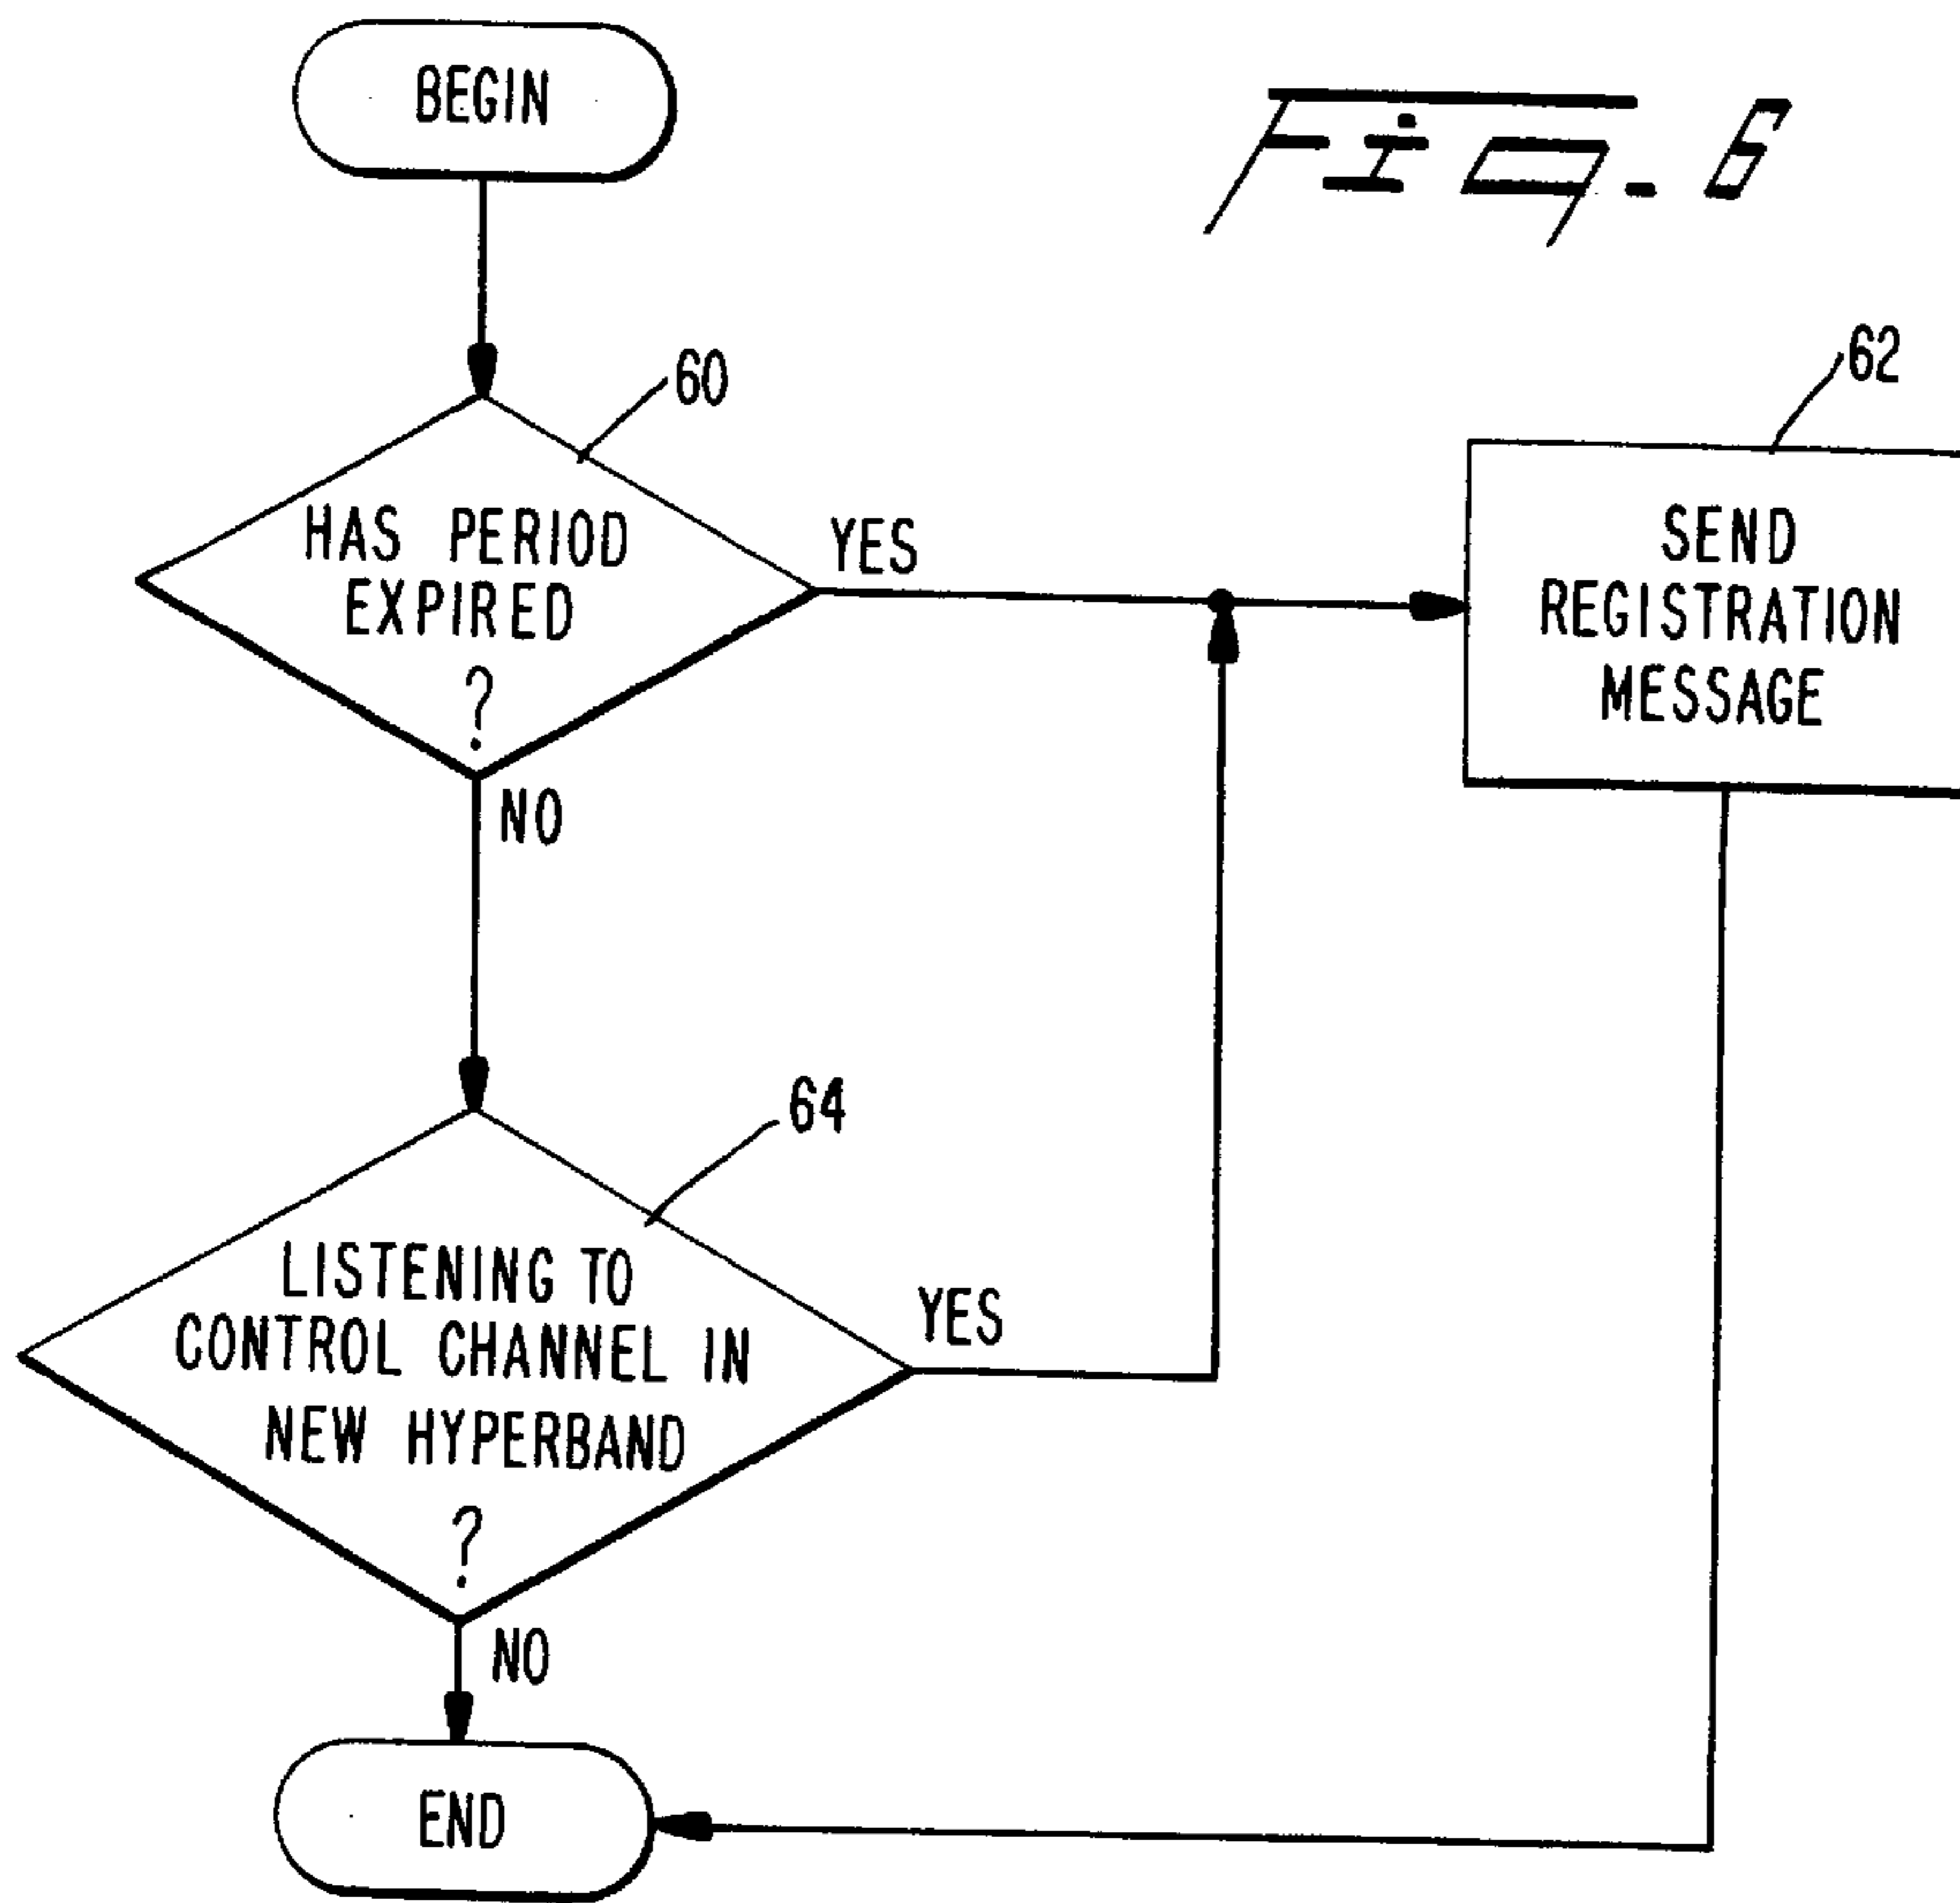 BEGIN
Fig. 6
60
62
HAS PERIOD
EXPIRED
?
YES
NO
SEND
REGISTRATION
MESSAGE
64
LISTENING TO
CONTROL CHANNEL IN
NEW HYPERBAND
?
YES
NO
END